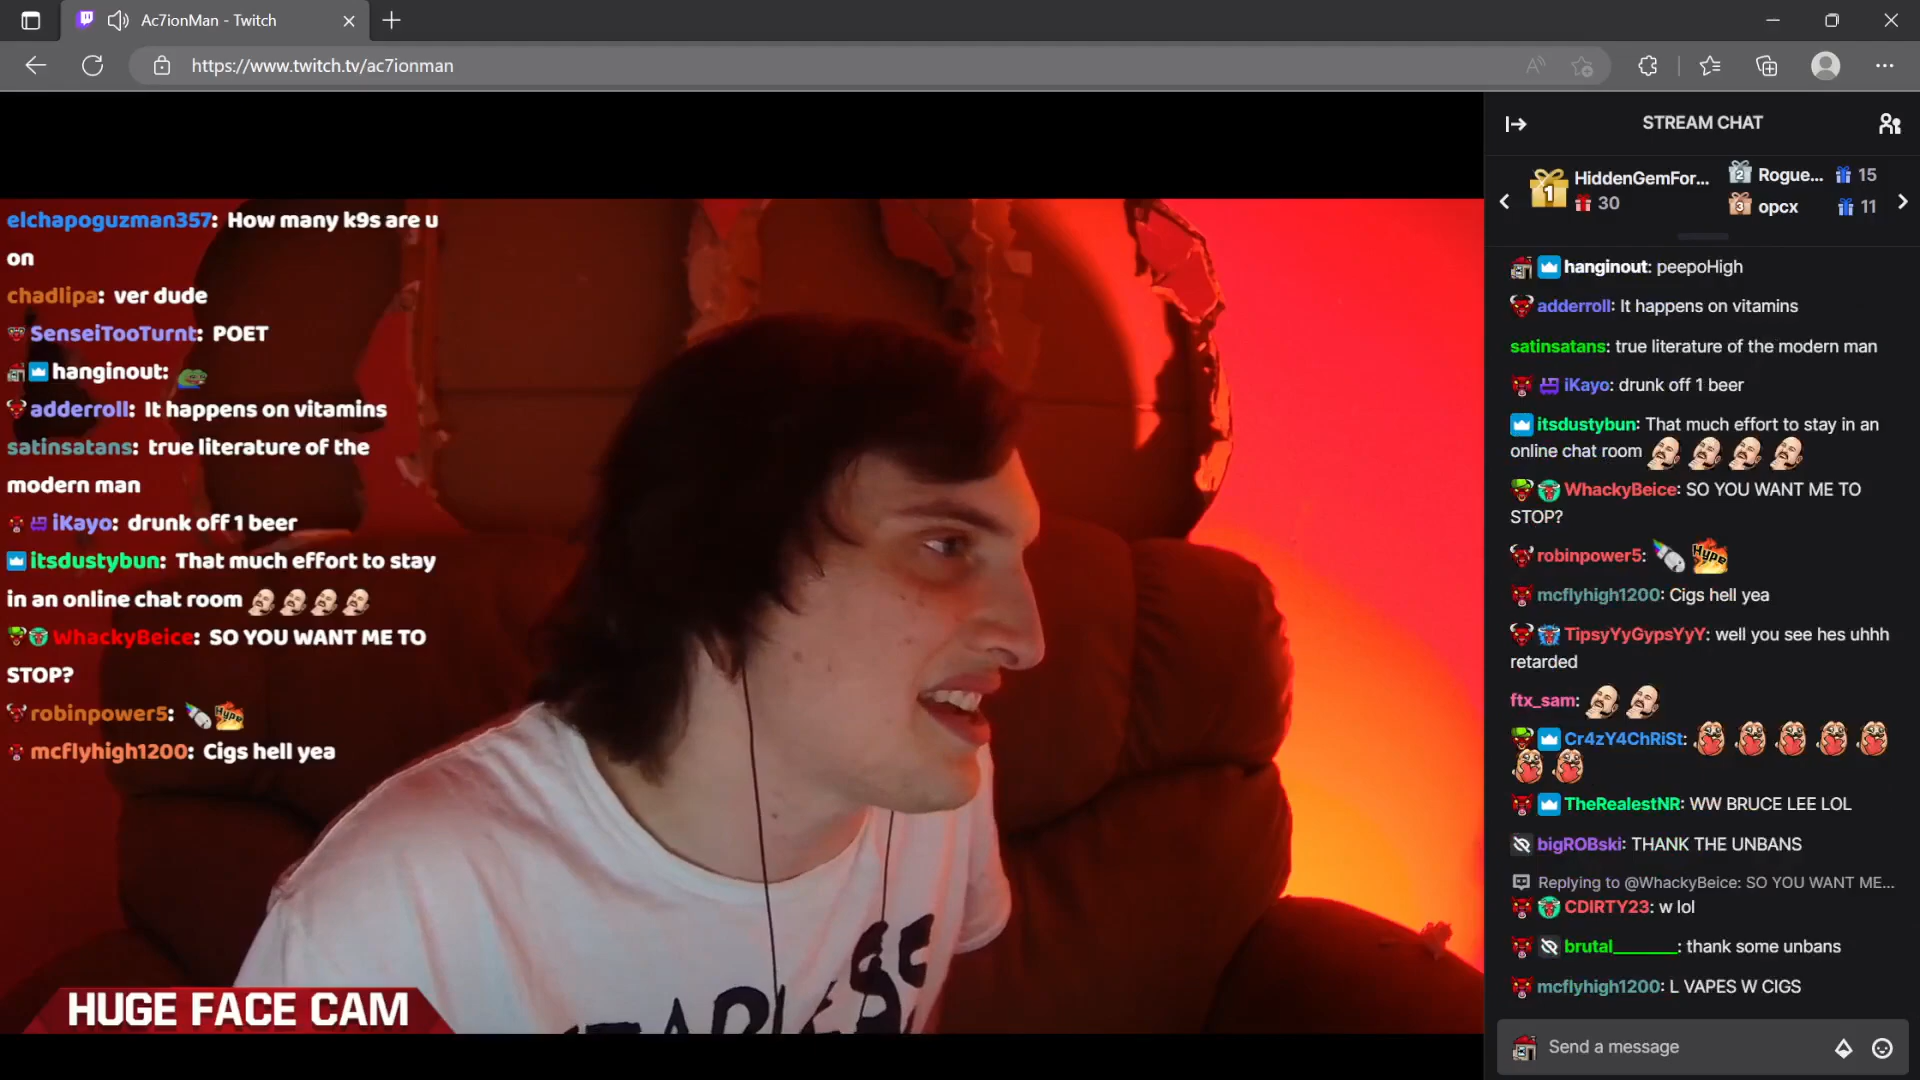 Ac7ionMan - Twitch
https://www.twitch.tv/ac7ionman
elchapoguzman357: How many k9s are u
on
chadlipa: ver dude
SenseiTooTurnt: POET
hanginout:
adderroll: It happens on vitamins
satinsatans: true literature of the
modern man
iKayo: drunk off 1 beer
itsdustybun: That much effort to stay
in an online chat room
WhackyBeice: SO YOU WANT ME TO
STOP?
robinpower5: Hype
mcflyhigh1200: Cigs hell yea
HUGE FACE CAM
STREAM CHAT
1 HiddenGemFor... 30
2 Rogue... 15
3 opcx 11
hanginout: peepoHigh
adderroll: It happens on vitamins
satinsatans: true literature of the modern man
iKayo: drunk off 1 beer
itsdustybun: That much effort to stay in an
online chat room
WhackyBeice: SO YOU WANT ME TO
STOP?
robinpower5: Hype
mcflyhigh1200: Cigs hell yea
TipsyYyGypsYyY: well you see hes uhhh
retarded
ftx_sam:
Cr4zY4ChRiSt:
TheRealestNR: WW BRUCE LEE LOL
bigROBski: THANK THE UNBANS
Replying to @WhackyBeice: SO YOU WANT ME...
CDIRTY23: w lol
brutal_______: thank some unbans
mcflyhigh1200: L VAPES W CIGS
Send a message